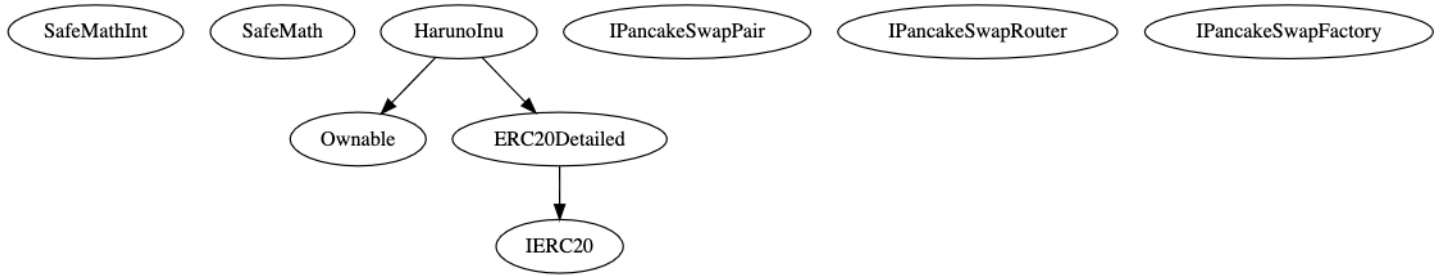 SafeMathInt
SafeMath
HarunoInu
IPancakeSwapPair
IPancakeSwapRouter
IPancakeSwapFactory
Ownable
ERC20Detailed
IERC20